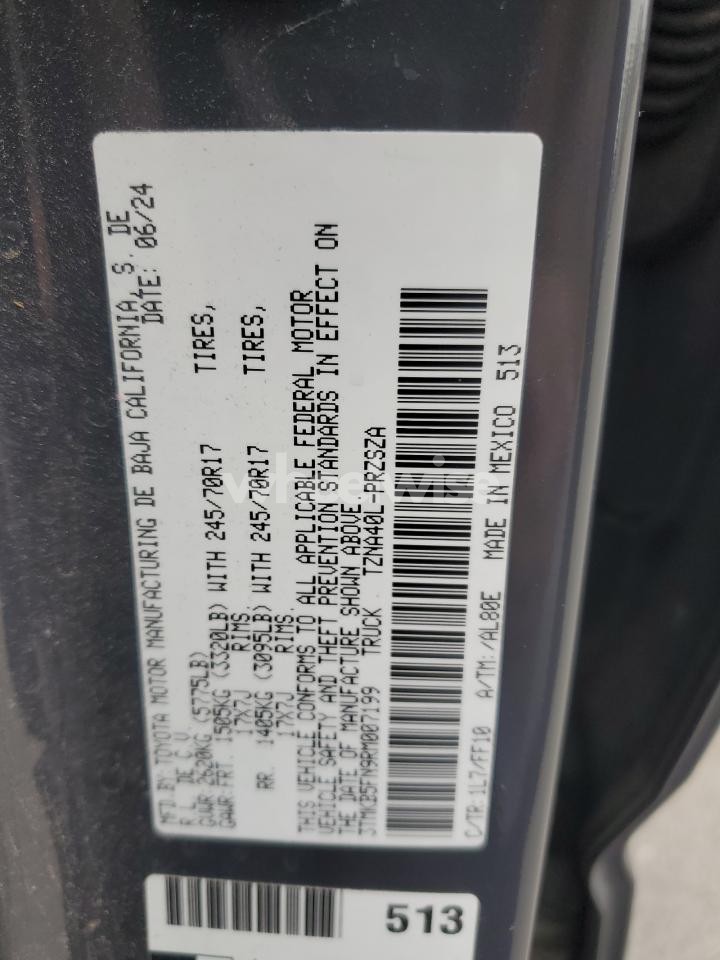 MFD.BY: TOYOTA MOTOR MANUFACTURING DE BAJA CALIFORNIA, S. DE
R L. DE C V. DATE: 06/24
GVWR: 2620KG (5775LB)
GAWR: FRT. 1505KG (3320LB) WITH 245/70R17 TIRES,
17X7J RIMS.
RR. 1405KG (3095LB) WITH 245/70R17 TIRES,
17X7J RIMS.
THIS VEHICLE CONFORMS TO ALL APPLICABLE FEDERAL MOTOR
VEHICLE SAFETY AND THEFT PREVENTION STANDARDS IN EFFECT ON
THE DATE OF MANUFACTURE SHOWN ABOVE.
3TMKB5FN9RM007199 TRUCK TZNA40L-PRZSZA
C/TR:1L7/FF10 A/TM:/AL80E MADE IN MEXICO 513
513